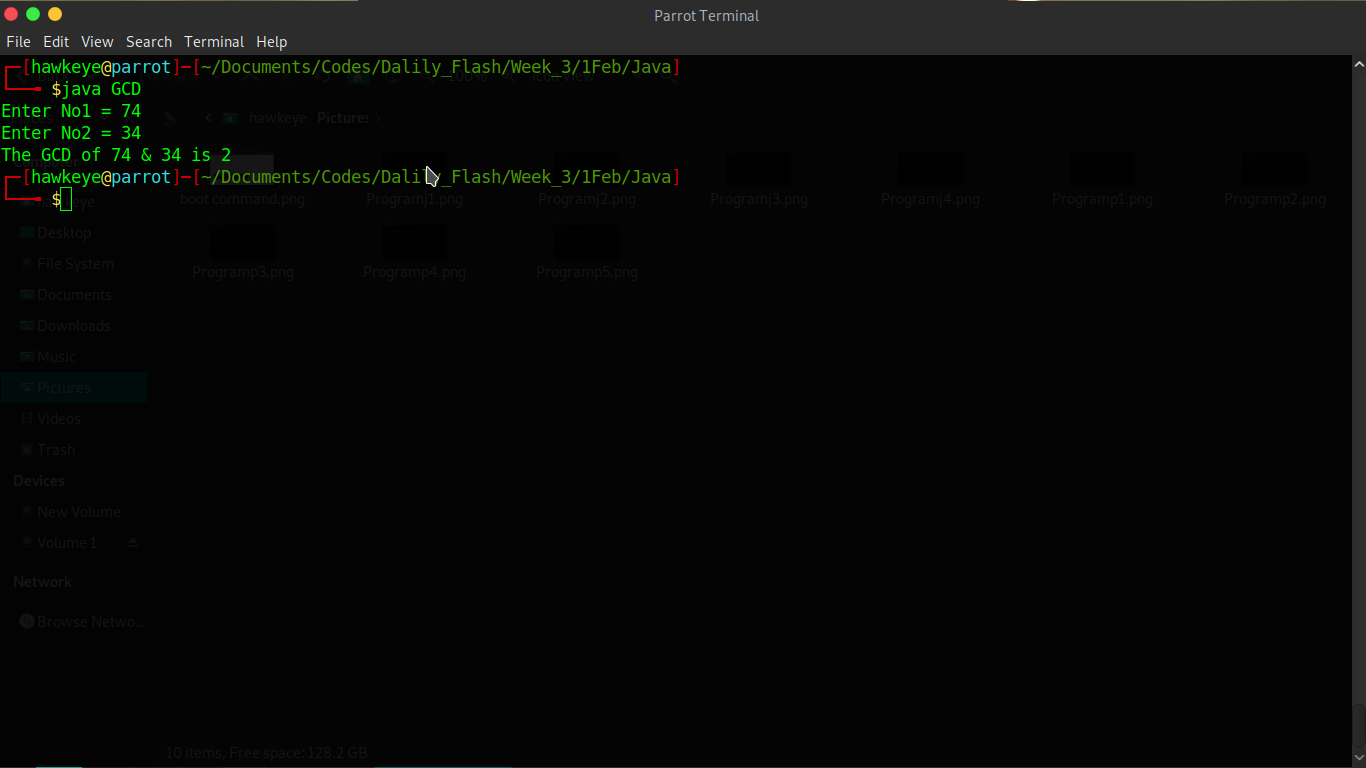 Parrot Terminal
File Edit View Search Terminal Help
[hawkeye@parrot]-[~/Documents/Codes/Dalily_Flash/Week_3/1Feb/Java]
$java GCD
Enter No1 = 74
Enter No2 = 34
The GCD of 74 & 34 is 2
[hawkeye@parrot]-[~/Documents/Codes/Dalily_Flash/Week_3/1Feb/Java]
$
hawkeye Pictures
boot command.png Programj1.png Programj2.png Programj3.png Programj4.png Programp1.png Programp2.png
Programp3.png Programp4.png Programp5.png
Desktop
File System
Documents
Downloads
Music
Pictures
Videos
Trash
Devices
New Volume
Volume 1
Network
Browse Netwo...
10 items, Free space: 128.2 GB